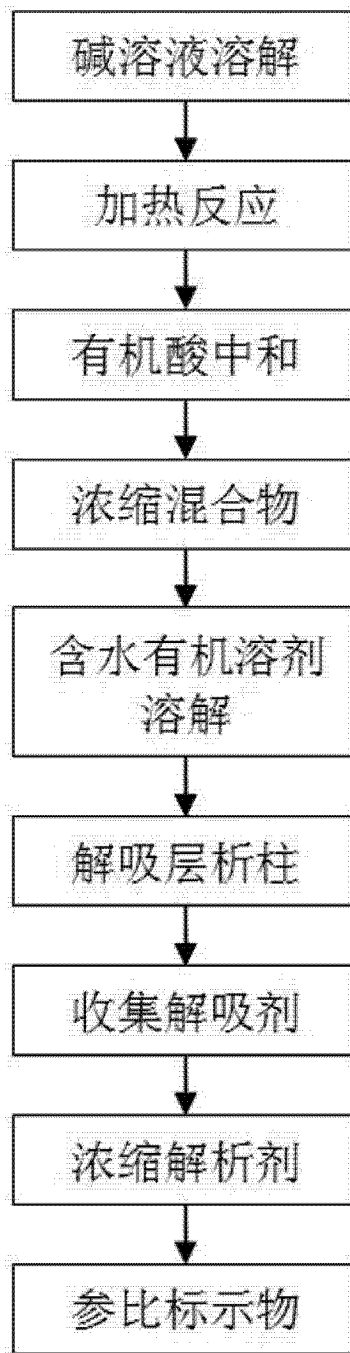 碱溶液溶解
加热反应
有机酸中和
浓缩混合物
含水有机溶剂
溶解
解吸层析柱
收集解吸剂
浓缩解析剂
参比标示物